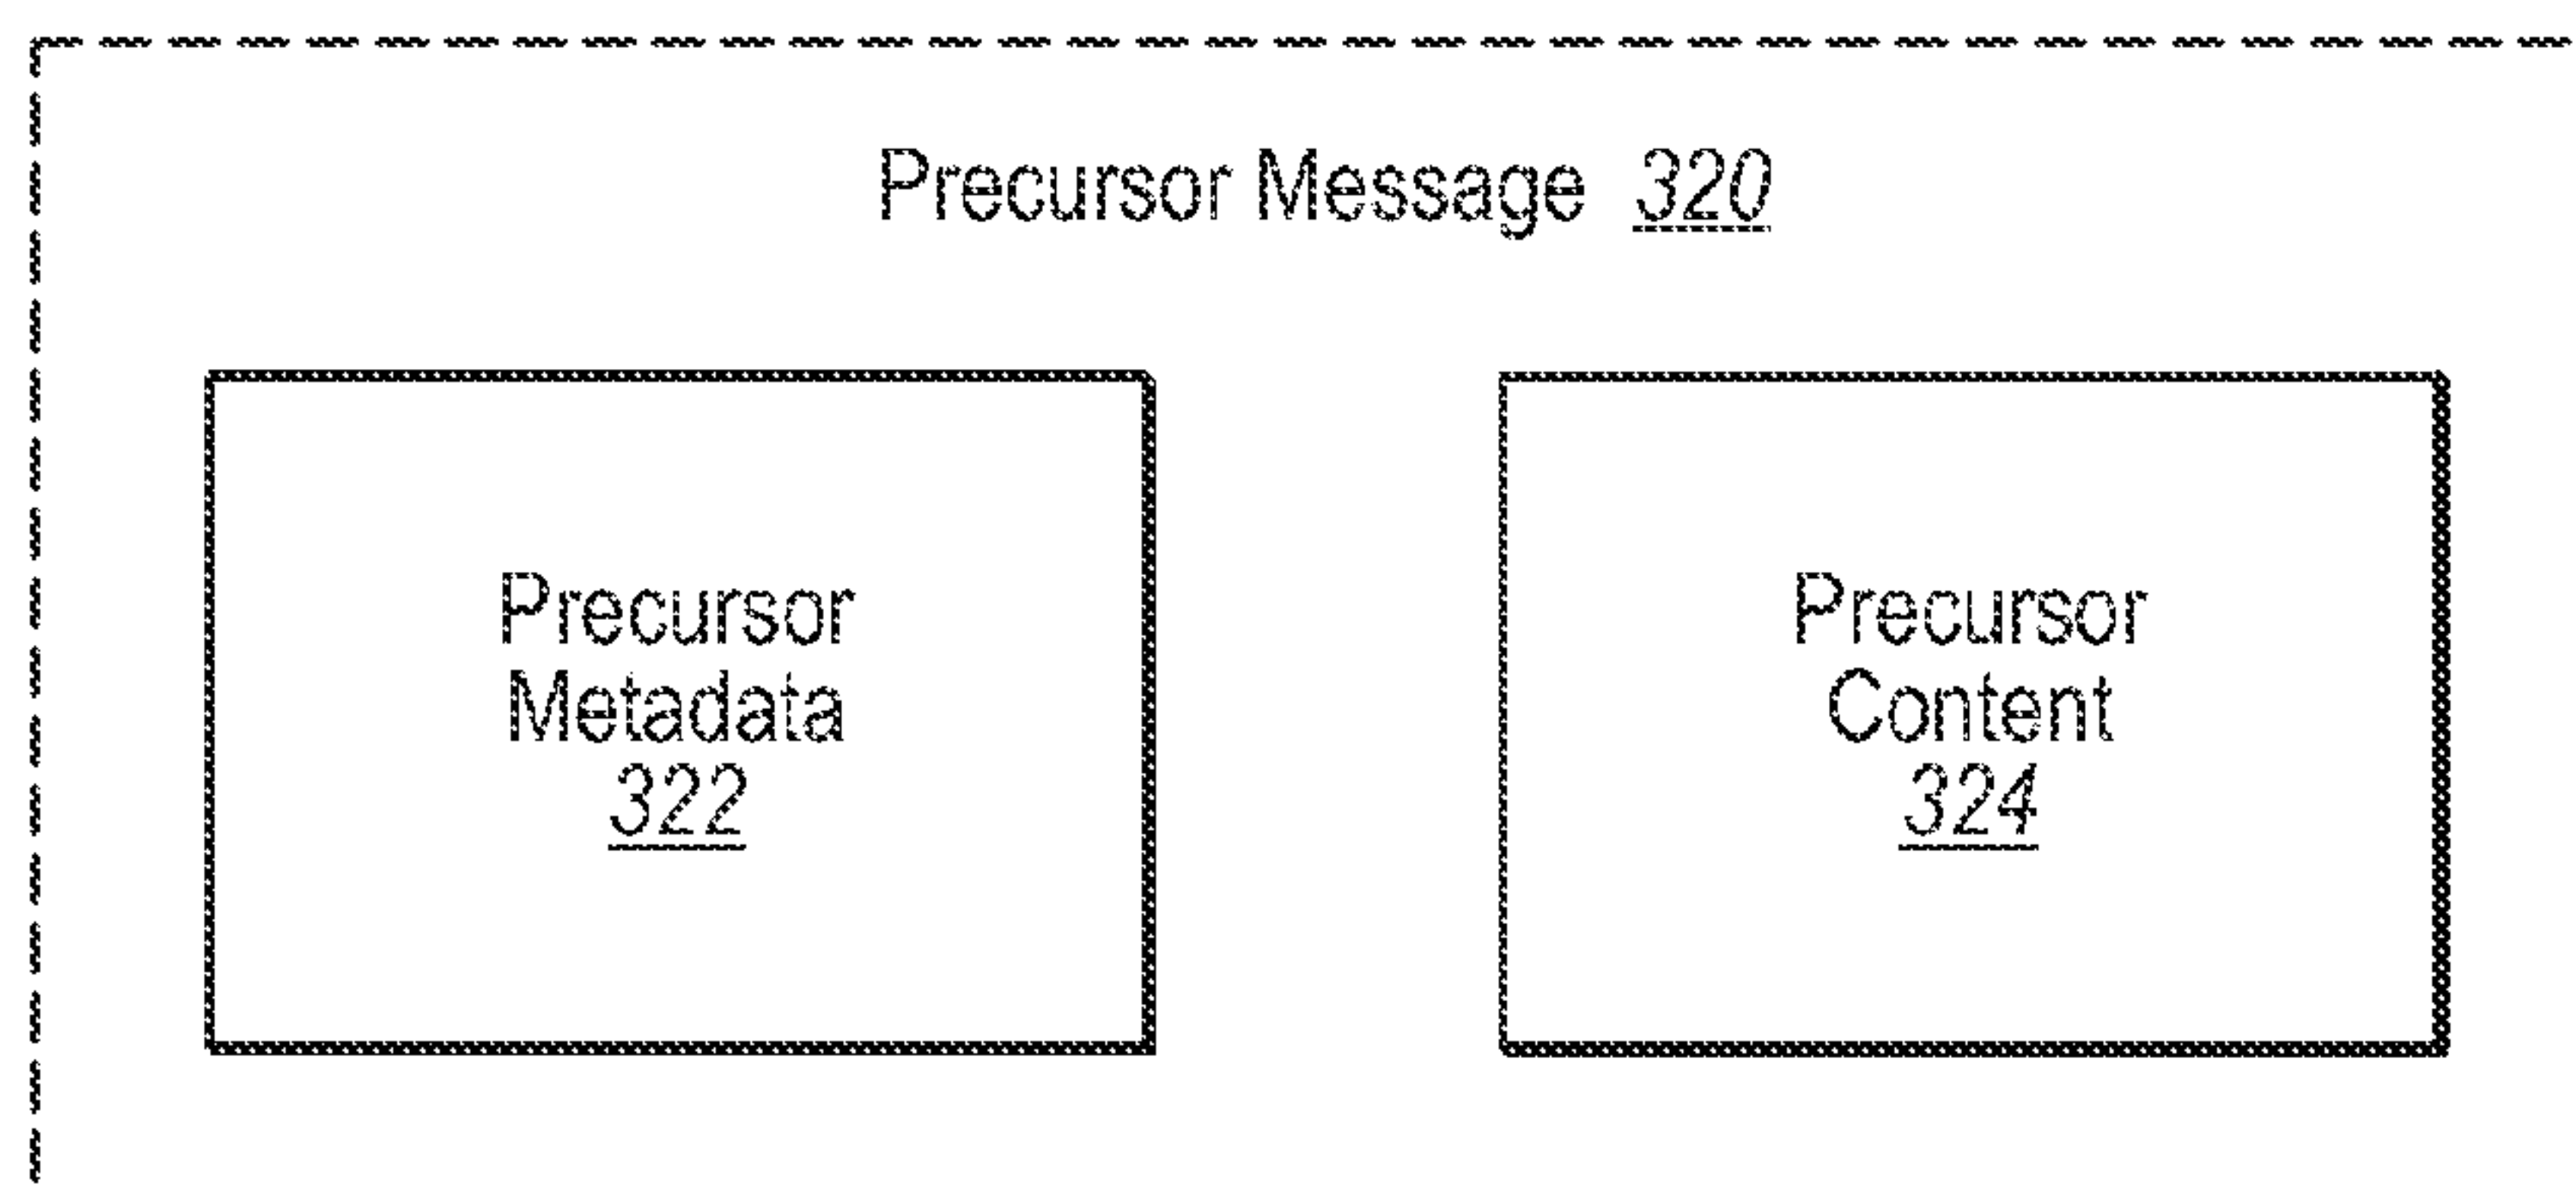 Precursor Message 320
Precursor
Metadata
322
Precursor
Content
324